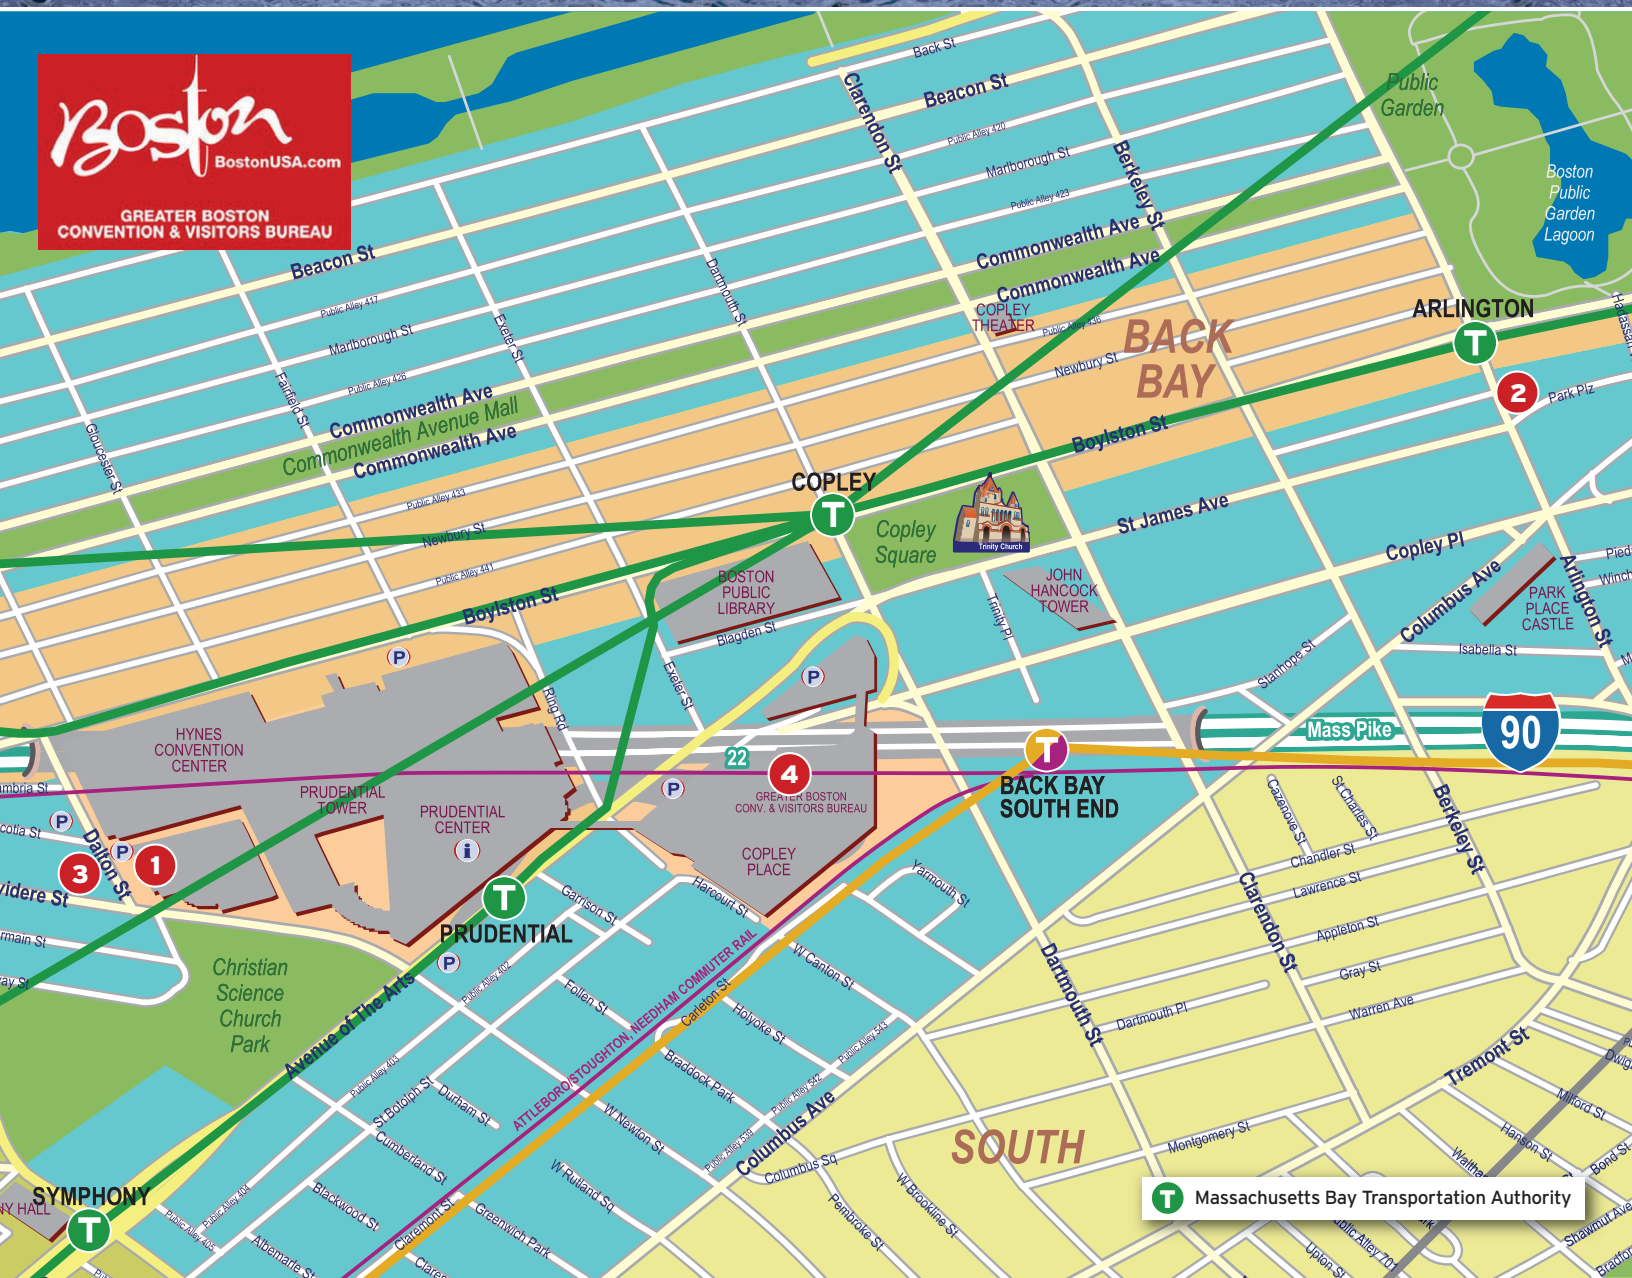 Boston
BostonUSA.com
GREATER BOSTON
CONVENTION & VISITORS BUREAU
Back St
Beacon St
Clarendon St
Public Alley 420
Marlborough St
Public Alley 423
Berkeley St
Public
Garden
Boston
Public
Garden
Lagoon
Commonwealth Ave
Commonwealth Ave
Beacon St
Public Alley 417
Marlborough St
Public Alley 426
Exeter St
Dartmouth St
Fairfield St
Gloucester St
Commonwealth Ave
Commonwealth Avenue Mall
Commonwealth Ave
COPLEY
THEATER
Public Alley 436
Newbury St
BACK
BAY
ARLINGTON
T
2
Park Plz
Boylston St
COPLEY
T
Copley
Square
Trinity Church
St James Ave
Copley Pl
Columbus Ave
Arlington St
PARK
PLACE
CASTLE
Isabella St
Stanhope St
Public Alley 433
Newbury St
Public Alley 441
Boylston St
BOSTON
PUBLIC
LIBRARY
Blagden St
Trinity Pl
JOHN
HANCOCK
TOWER
Exeter St
Ring Rd
P
P
HYNES
CONVENTION
CENTER
PRUDENTIAL
TOWER
PRUDENTIAL
CENTER
i
22
4
P
GREATER BOSTON
CONV. & VISITORS BUREAU
COPLEY
PLACE
T
BACK BAY
SOUTH END
Mass Pike
90
P
P
3
1
Dalton St
T
PRUDENTIAL
P
Christian
Science
Church
Park
Avenue of The Arts
Garrison St
Harcourt St
Yarmouth St
Public Alley 402
Follen St
W Canton St
Holyoke St
Carleton St
ATTLEBORO/STOUGHTON, NEEDHAM COMMUTER RAIL
Braddock Park
Public Alley 543
Public Alley 542
Public Alley 403
St Botolph St
Durham St
Cumberland St
W Newton St
Public Alley 539
Columbus Ave
Columbus Sq
W Rutland Sq
Blackwood St
Claremont St
Greenwich Park
Public Alley 404
Public Alley 405
Albemarle St
SYMPHONY
T
Pembroke St
W Brookline St
SOUTH
Cazenove St
St Charles St
Berkeley St
Chandler St
Lawrence St
Clarendon St
Appleton St
Gray St
Warren Ave
Dartmouth Pl
Dartmouth St
Tremont St
Milford St
Hanson St
Bond St
Montgomery St
Upton St
Shawmut Ave
T Massachusetts Bay Transportation Authority